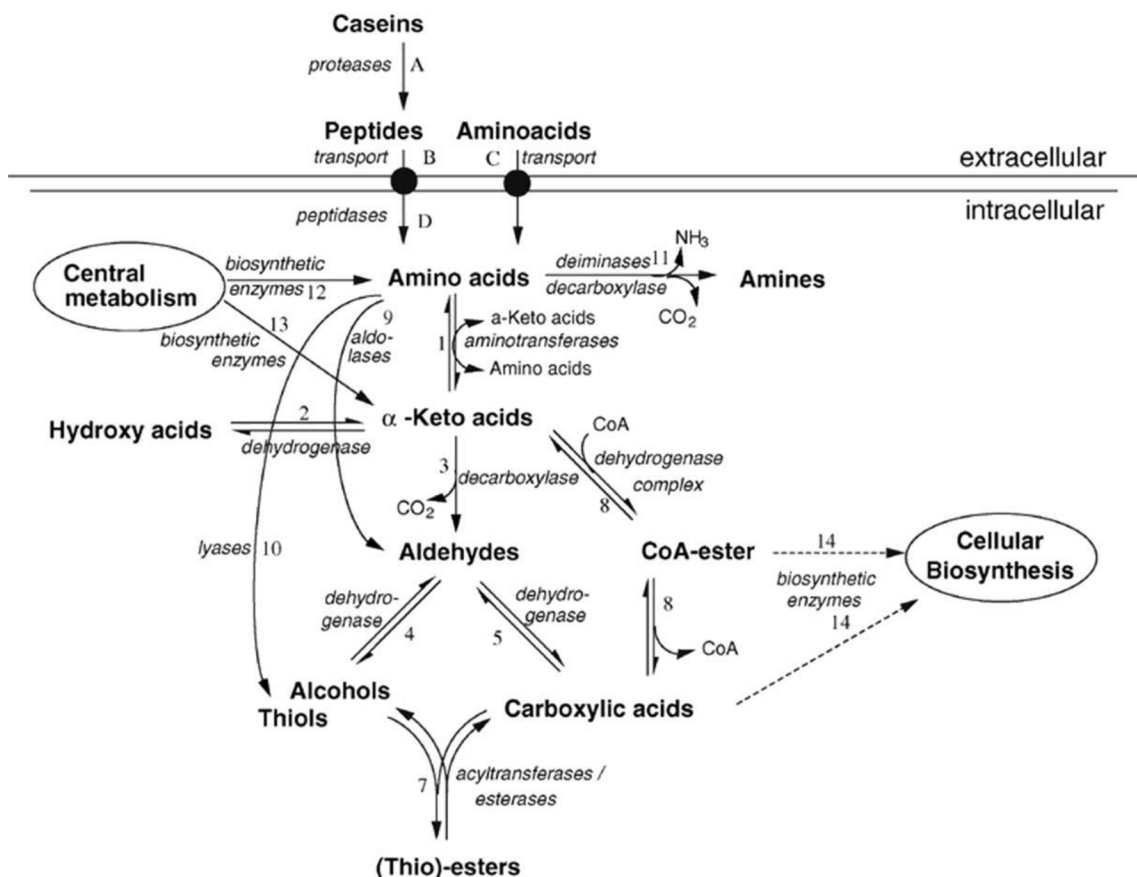 Caseins
proteases A
Peptides Aminoacids
transport B C transport
extracellular
intracellular
peptidases D
NH3
Central
metabolism
biosynthetic
enzymes 12
Amino acids
deiminases 11
decarboxylase
CO2
Amines
13
biosynthetic
enzymes
9
aldo-
lases
1
a-Keto acids
aminotransferases
Amino acids
Hydroxy acids
2
dehydrogenase
α -Keto acids
CoA
dehydrogenase
complex
8
3
decarboxylase
CO2
lyases 10
Aldehydes
CoA-ester
14
biosynthetic
enzymes
14
Cellular
Biosynthesis
dehydro-
genase
4
dehydro-
genase
5
8
CoA
Alcohols
Thiols
Carboxylic acids
7
acyltransferases /
esterases
(Thio)-esters